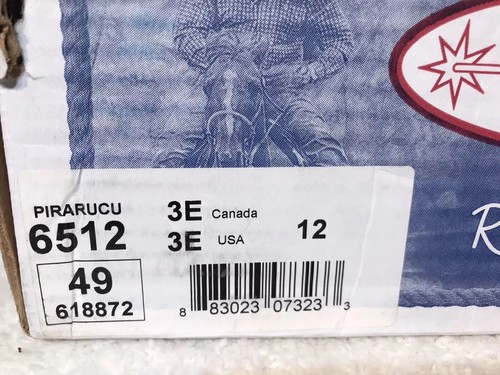 PIRARUCU 3E Canada
6512 3E USA 12
49
618872
8 83023 07323 3
R